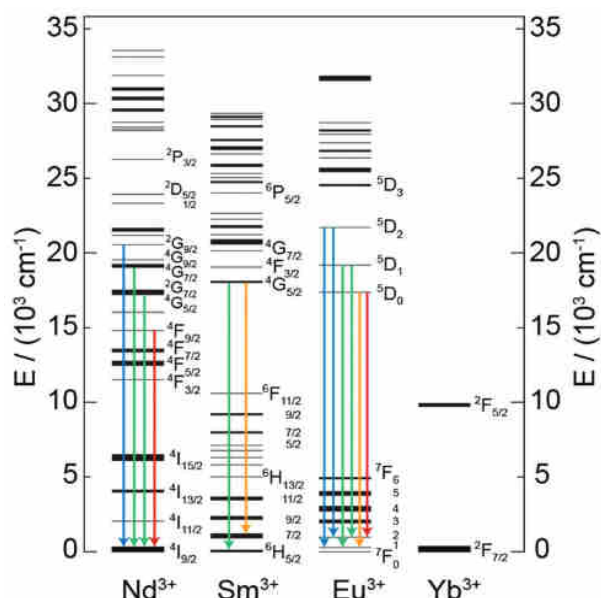 E / (10³ cm⁻¹)
35
30
25
20
15
10
5
0
²P₃/₂
²D₅/₂
₁/₂
²G₉/₂
⁴G₉/₂
⁴G₇/₂
²G₇/₂
⁴G₅/₂
⁴F₉/₂
⁴F₇/₂
⁴F₅/₂
⁴F₃/₂
⁴I₁₅/₂
⁴I₁₃/₂
⁴I₁₁/₂
⁴I₉/₂
Nd³⁺
⁶P₅/₂
⁴G₇/₂
⁴F₃/₂
⁴G₅/₂
⁶F₁₁/₂
9/2
7/2
5/2
⁶H₁₃/₂
11/2
9/2
7/2
⁶H₅/₂
Sm³⁺
⁵D₃
⁵D₂
⁵D₁
⁵D₀
⁷F₆
5
4
3
2
1
⁷F₀
Eu³⁺
²F₅/₂
²F₇/₂
Yb³⁺
35
30
25
20
15
10
5
0
E / (10³ cm⁻¹)